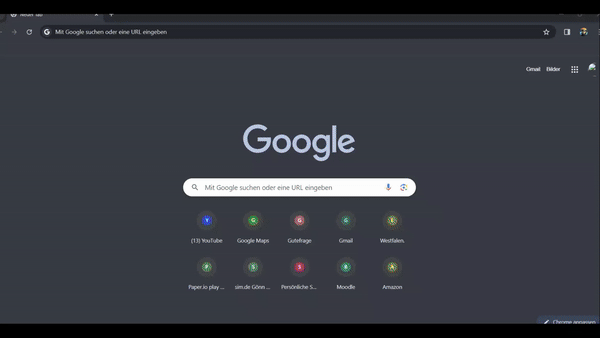 Neuer Tab
Mit Google suchen oder eine URL eingeben
Gmail Bilder
Google
Mit Google suchen oder eine URL eingeben
Y G G G E
(13) YouTube Google Maps Gutefrage Gmail Westfalen.
P S S B A
Paper.io play ... sim.de Gönn ... Persönliche S... Moodle Amazon
Chrome anpassen